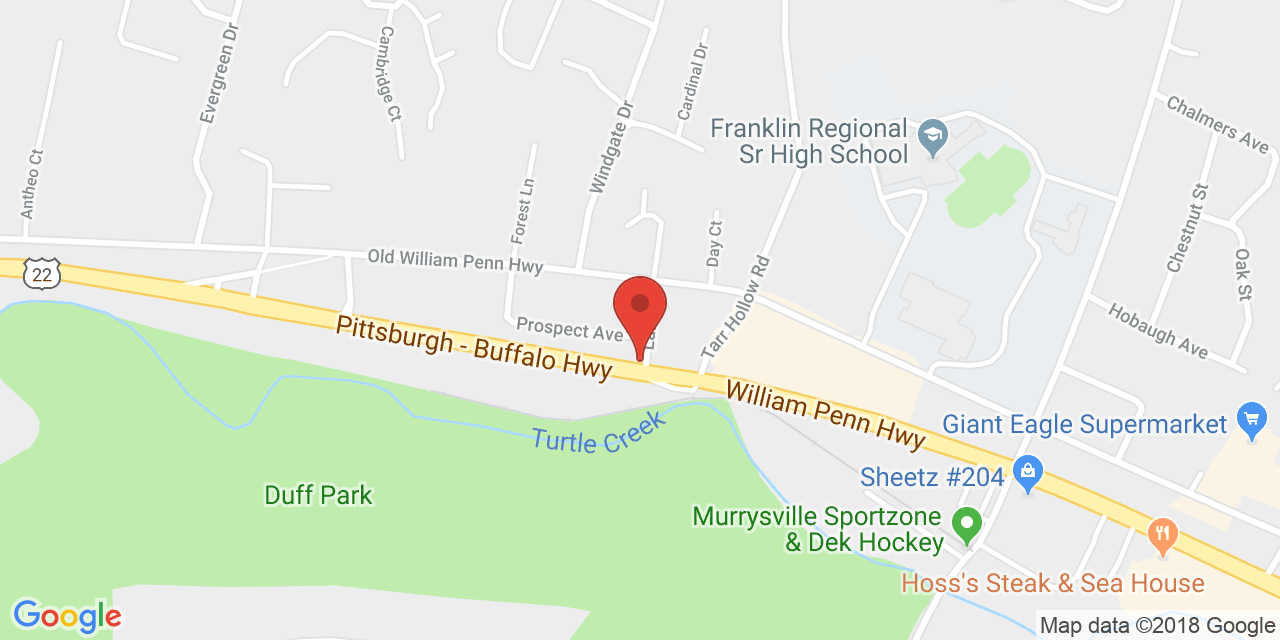 Evergreen Dr
Cambridge Ct
Cardinal Dr
Windgate Dr
Franklin Regional
Sr High School
Chalmers Ave
Antheo Ct
Forest Ln
Day Ct
Chestnut St
Oak St
Old William Penn Hwy
22
Tarr Hollow Rd
Hobaugh Ave
Prospect Ave
La
Pittsburgh - Buffalo Hwy
William Penn Hwy
Turtle Creek
Giant Eagle Supermarket
Sheetz #204
Duff Park
Murrysville Sportzone
& Dek Hockey
Hoss's Steak & Sea House
Google
Map data ©2018 Google